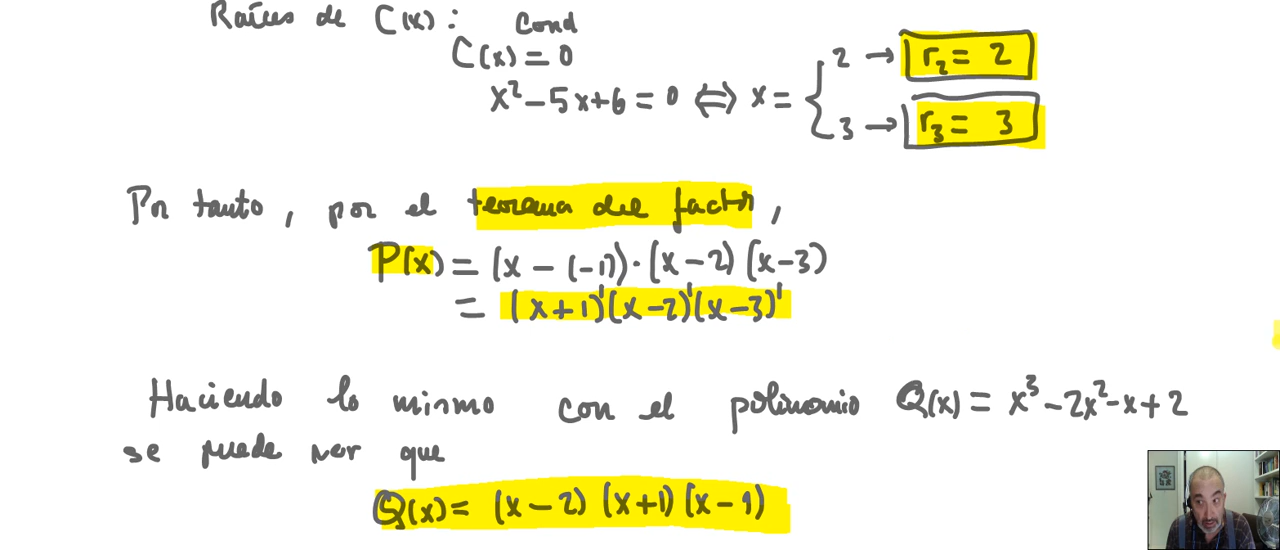 Raíces de C(x): Cond
C(x) = 0
x² - 5x + 6 = 0 ⇔ x = { 2 → r₂ = 2
3 → r₃ = 3
Por tanto, por el teorema del factor,
P(x) = (x - (-1)) · (x - 2) (x - 3)
= (x + 1)¹ (x - 2)¹ (x - 3)¹
Haciendo lo mismo con el polinomio Q(x) = x³ - 2x² - x + 2
se puede ver que
Q(x) = (x - 2) (x + 1) (x - 1)